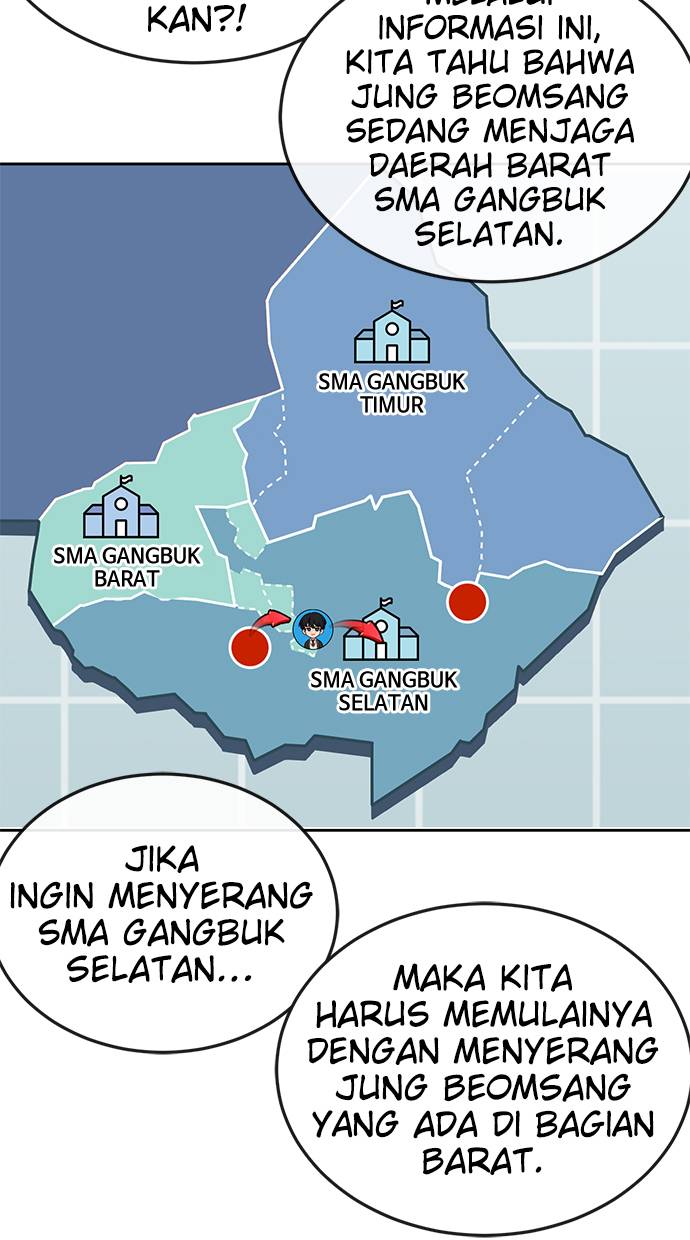 KAN?!
INFORMASI INI,
KITA TAHU BAHWA
JUNG BEOMSANG
SEDANG MENJAGA
DAERAH BARAT
SMA GANGBUK
SELATAN.
SMA GANGBUK
TIMUR
SMA GANGBUK
BARAT
SMA GANGBUK
SELATAN
JIKA
INGIN MENYERANG
SMA GANGBUK
SELATAN...
MAKA KITA
HARUS MEMULAINYA
DENGAN MENYERANG
JUNG BEOMSANG
YANG ADA DI BAGIAN
BARAT.